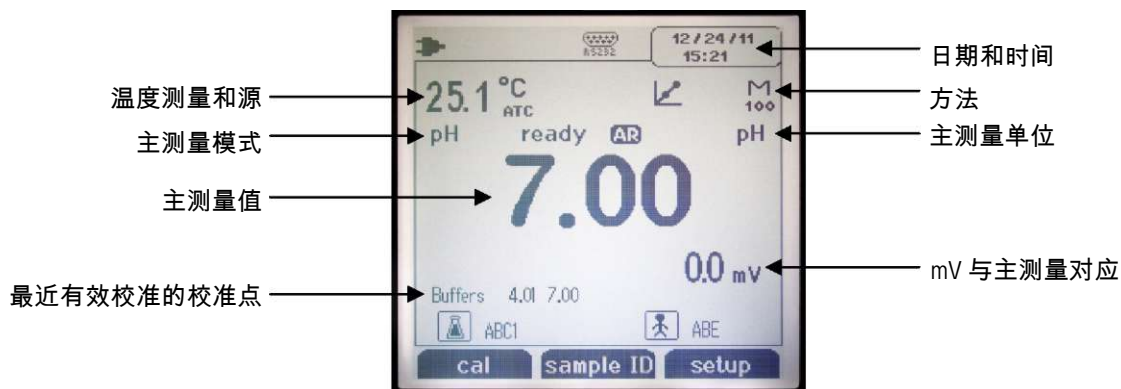 RS232
12/24/11
15:21
日期和时间
温度测量和源
25.1 °C
ATC
M
100
方法
主测量模式
pH ready AR pH
主测量单位
主测量值
7.00
0.0 mV
mV 与主测量对应
最近有效校准的校准点
Buffers 4.01 7.00
ABC1
ABE
cal
sample ID
setup